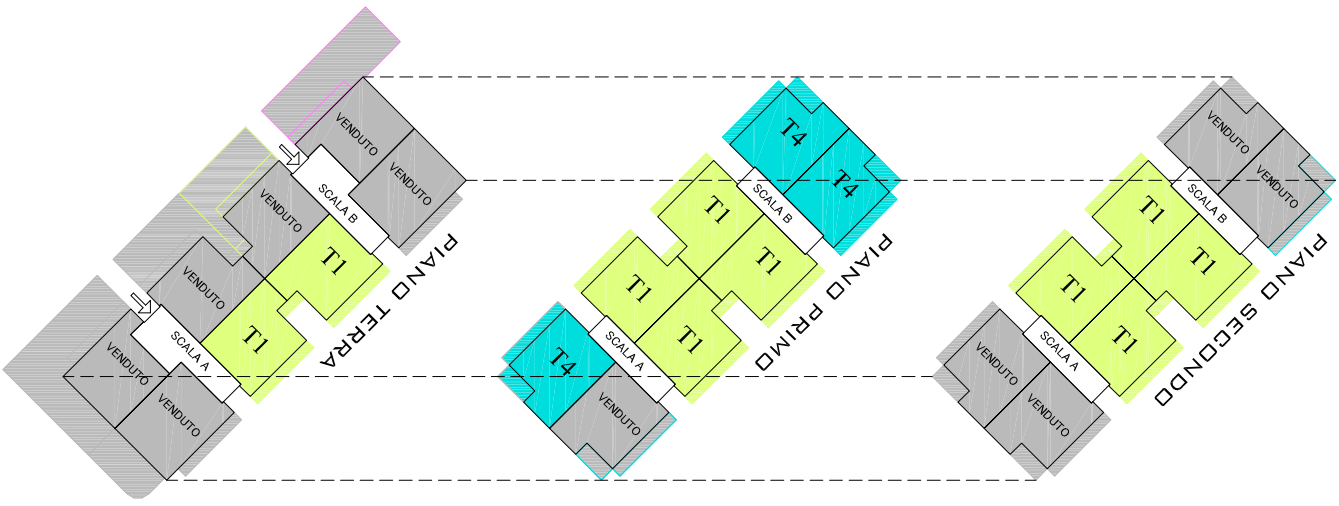 VENDUTO
VENDUTO
SCALA B
VENDUTO
T1
VENDUTO
T1
SCALA A
VENDUTO
VENDUTO
PIANO TERRA
T4
T4
SCALA B
T1
T1
T1
T1
SCALA A
T4
VENDUTO
PIANO PRIMO
VENDUTO
VENDUTO
SCALA B
T1
T1
T1
T1
SCALA A
VENDUTO
VENDUTO
PIANO SECONDO